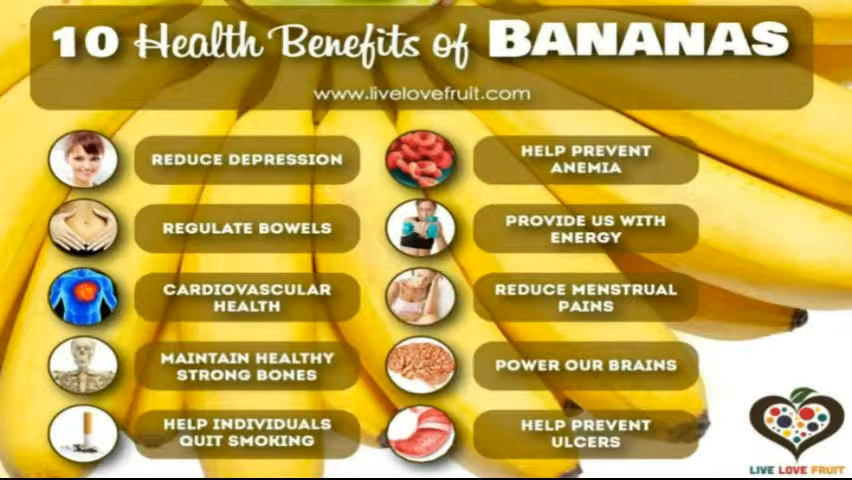 10 Health Benefits of BANANAS
www.livelovefruit.com
REDUCE DEPRESSION
REGULATE BOWELS
CARDIOVASCULAR
HEALTH
MAINTAIN HEALTHY
STRONG BONES
HELP INDIVIDUALS
QUIT SMOKING
HELP PREVENT
ANEMIA
PROVIDE US WITH
ENERGY
REDUCE MENSTRUAL
PAINS
POWER OUR BRAINS
HELP PREVENT
ULCERS
LIVE LOVE FRUIT